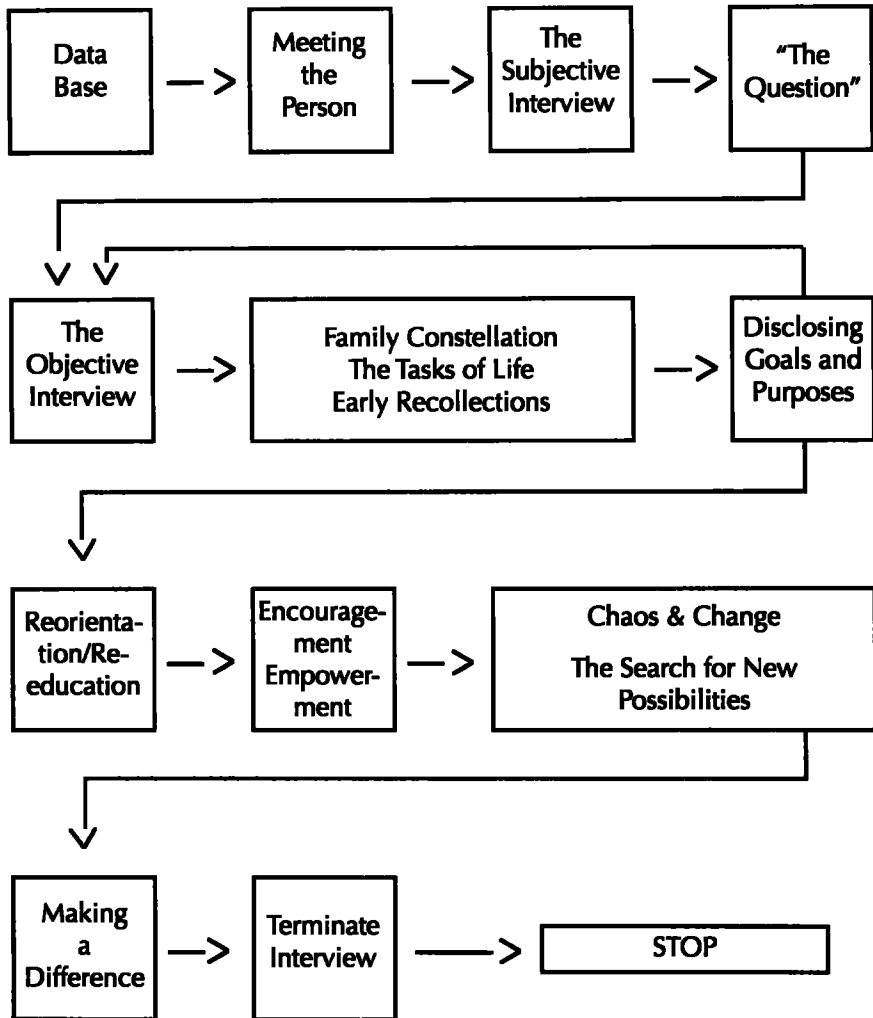 Data
Base
Meeting
the
Person
The
Subjective
Interview
“The
Question”
The
Objective
Interview
Family Constellation
The Tasks of Life
Early Recollections
Disclosing
Goals and
Purposes
Reorienta-
tion/Re-
education
Encourage-
ment
Empower-
ment
Chaos & Change
The Search for New
Possibilities
Making
a
Difference
Terminate
Interview
STOP